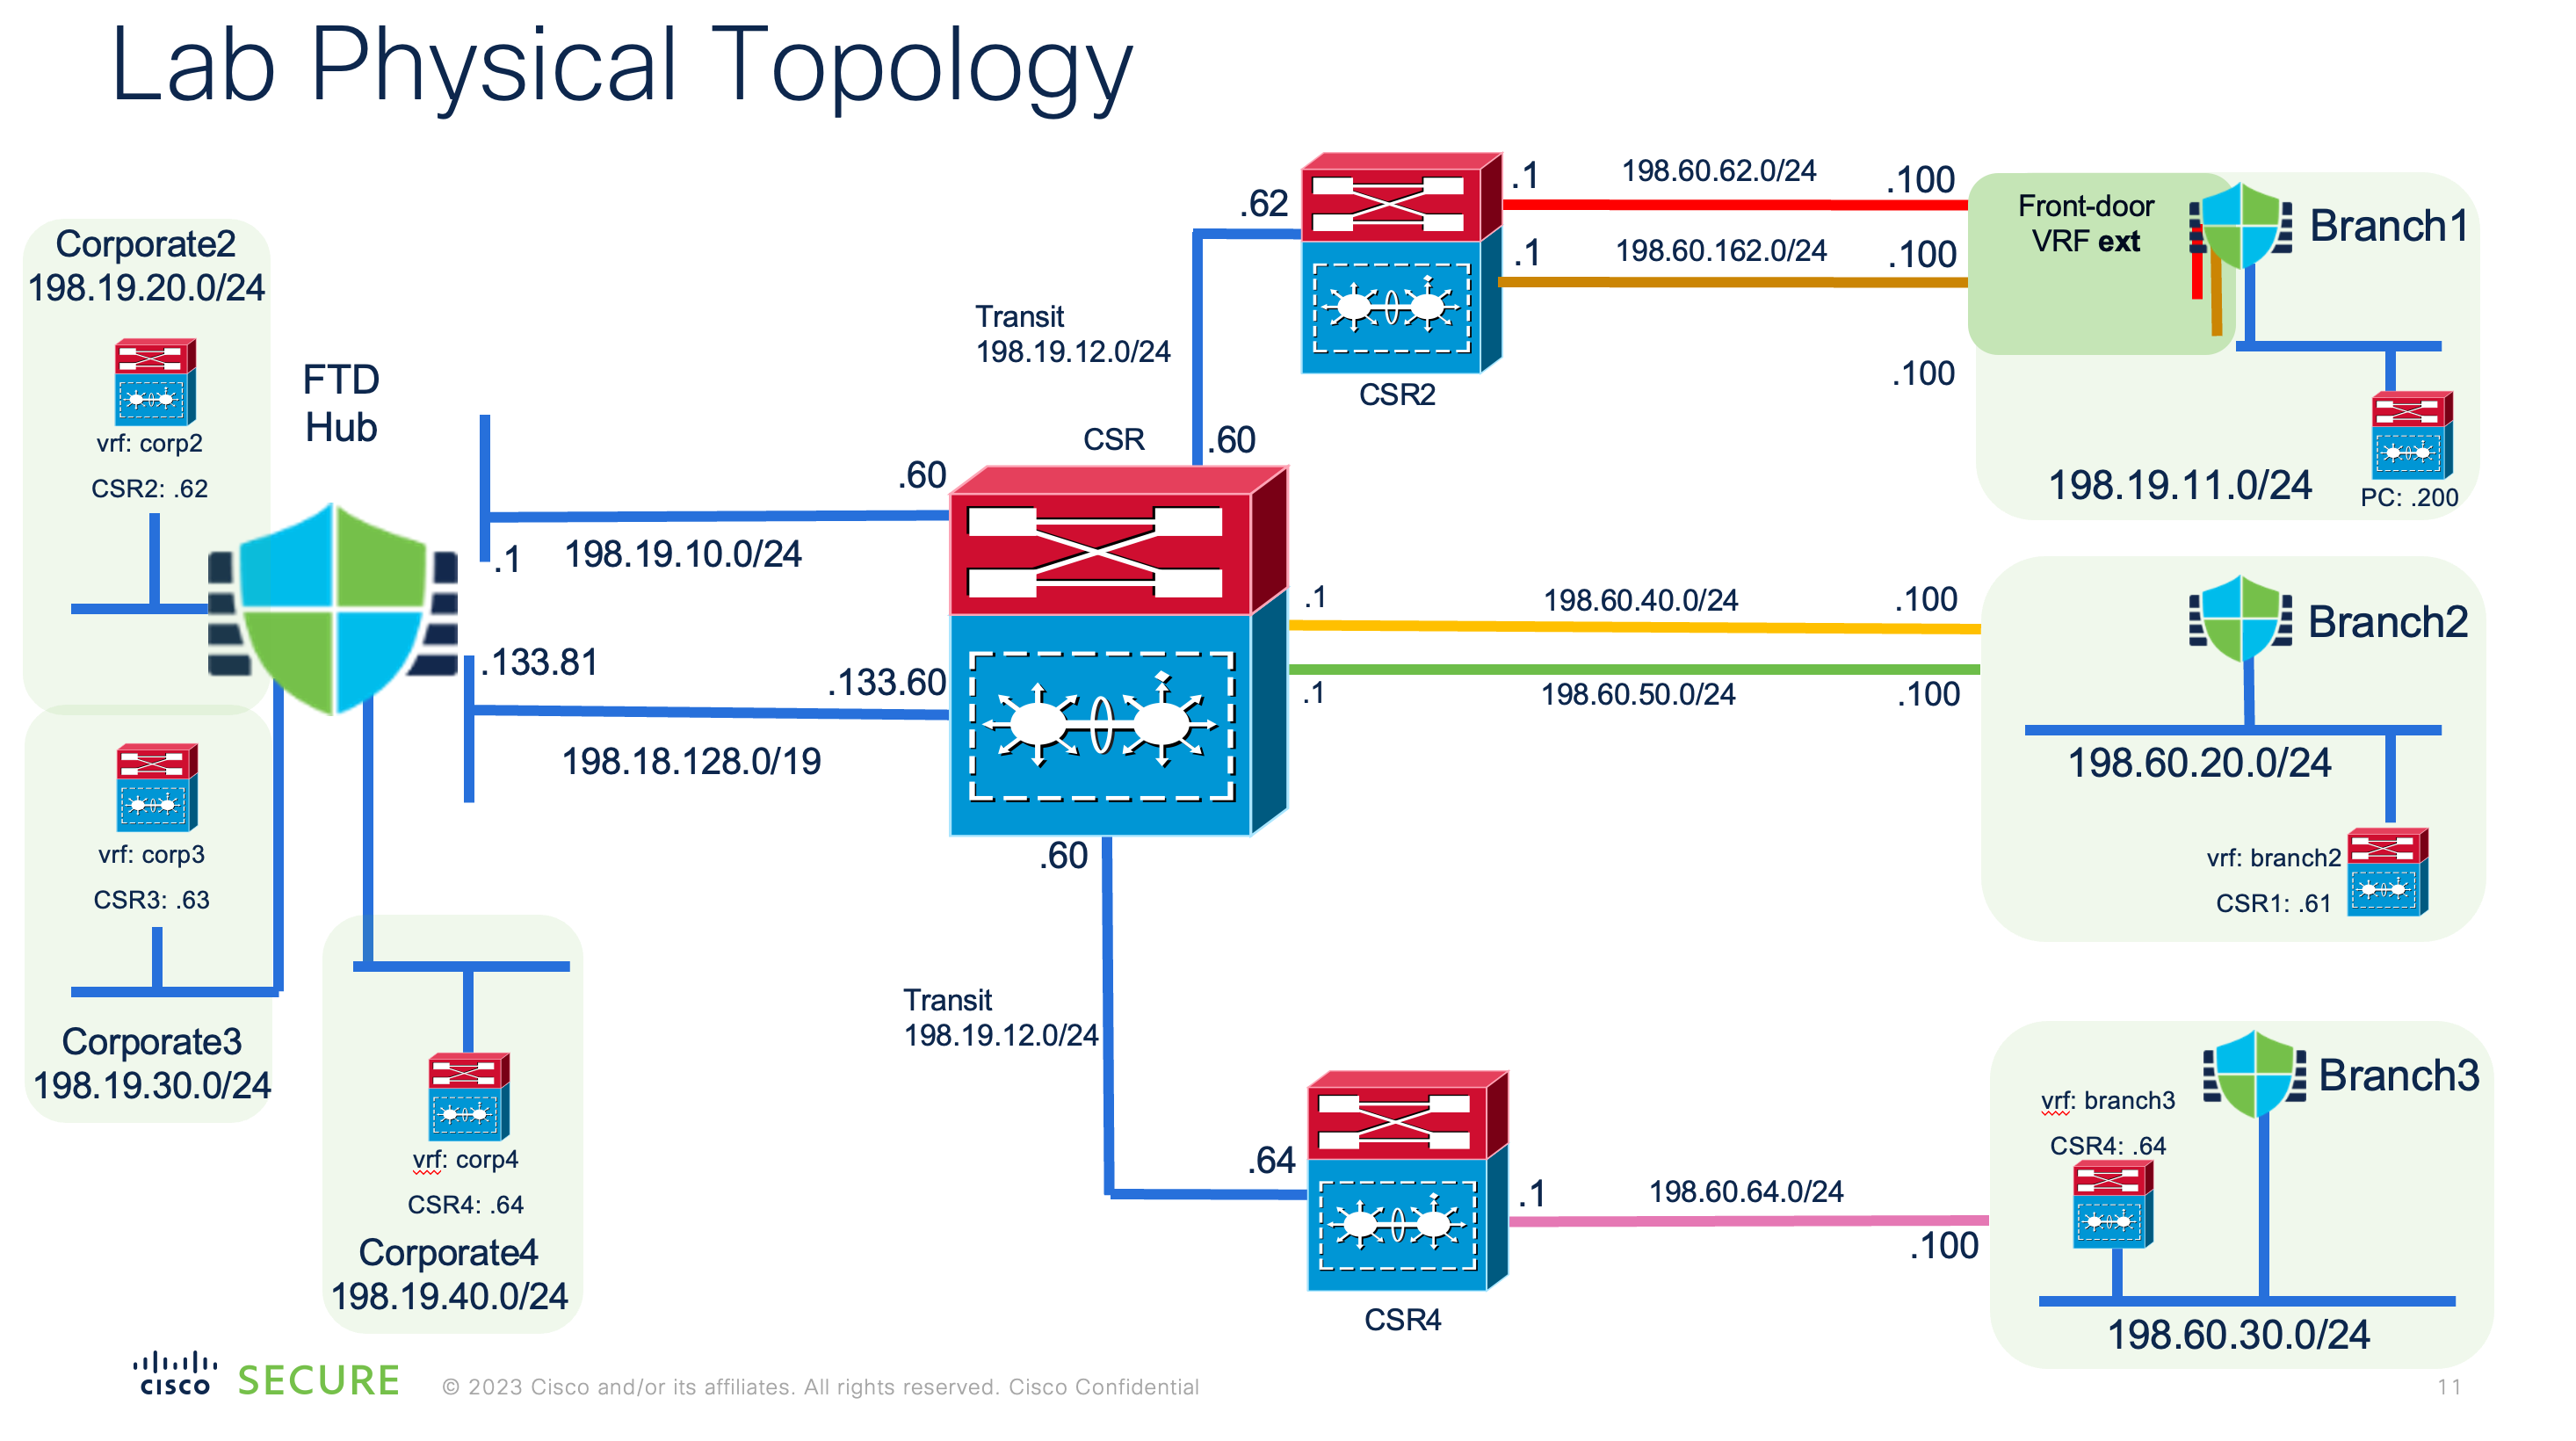 Lab Physical Topology
Corporate2
198.19.20.0/24
vrf: corp2
CSR2: .62
FTD
Hub
.1
198.19.10.0/24
.60
.133.81
.133.60
198.18.128.0/19
vrf: corp3
CSR3: .63
Corporate3
198.19.30.0/24
vrf: corp4
CSR4: .64
Corporate4
198.19.40.0/24
Transit
198.19.12.0/24
CSR
.60
.62
CSR2
.1
198.60.62.0/24
.100
.1
198.60.162.0/24
.100
.100
Front-door
VRF ext
Branch1
198.19.11.0/24
PC: .200
.1
198.60.40.0/24
.100
.1
198.60.50.0/24
.100
Branch2
198.60.20.0/24
vrf: branch2
CSR1: .61
.60
Transit
198.19.12.0/24
.64
CSR4
.1
198.60.64.0/24
.100
Branch3
vrf: branch3
CSR4: .64
198.60.30.0/24
cisco SECURE
© 2023 Cisco and/or its affiliates. All rights reserved. Cisco Confidential
11